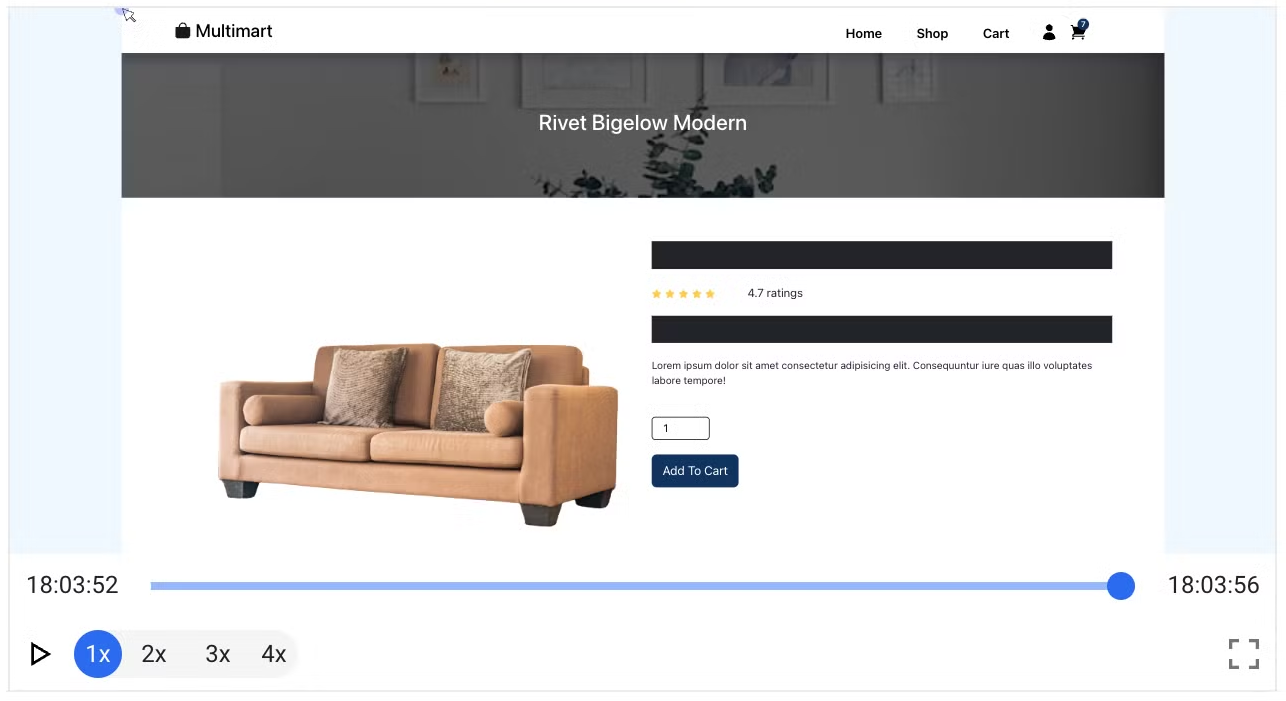 Multimart
Home Shop Cart 7
Rivet Bigelow Modern
4.7 ratings
Lorem ipsum dolor sit amet consectetur adipisicing elit. Consequuntur iure quas illo voluptates
labore tempore!
1
Add To Cart
18:03:52 18:03:56
1x 2x 3x 4x